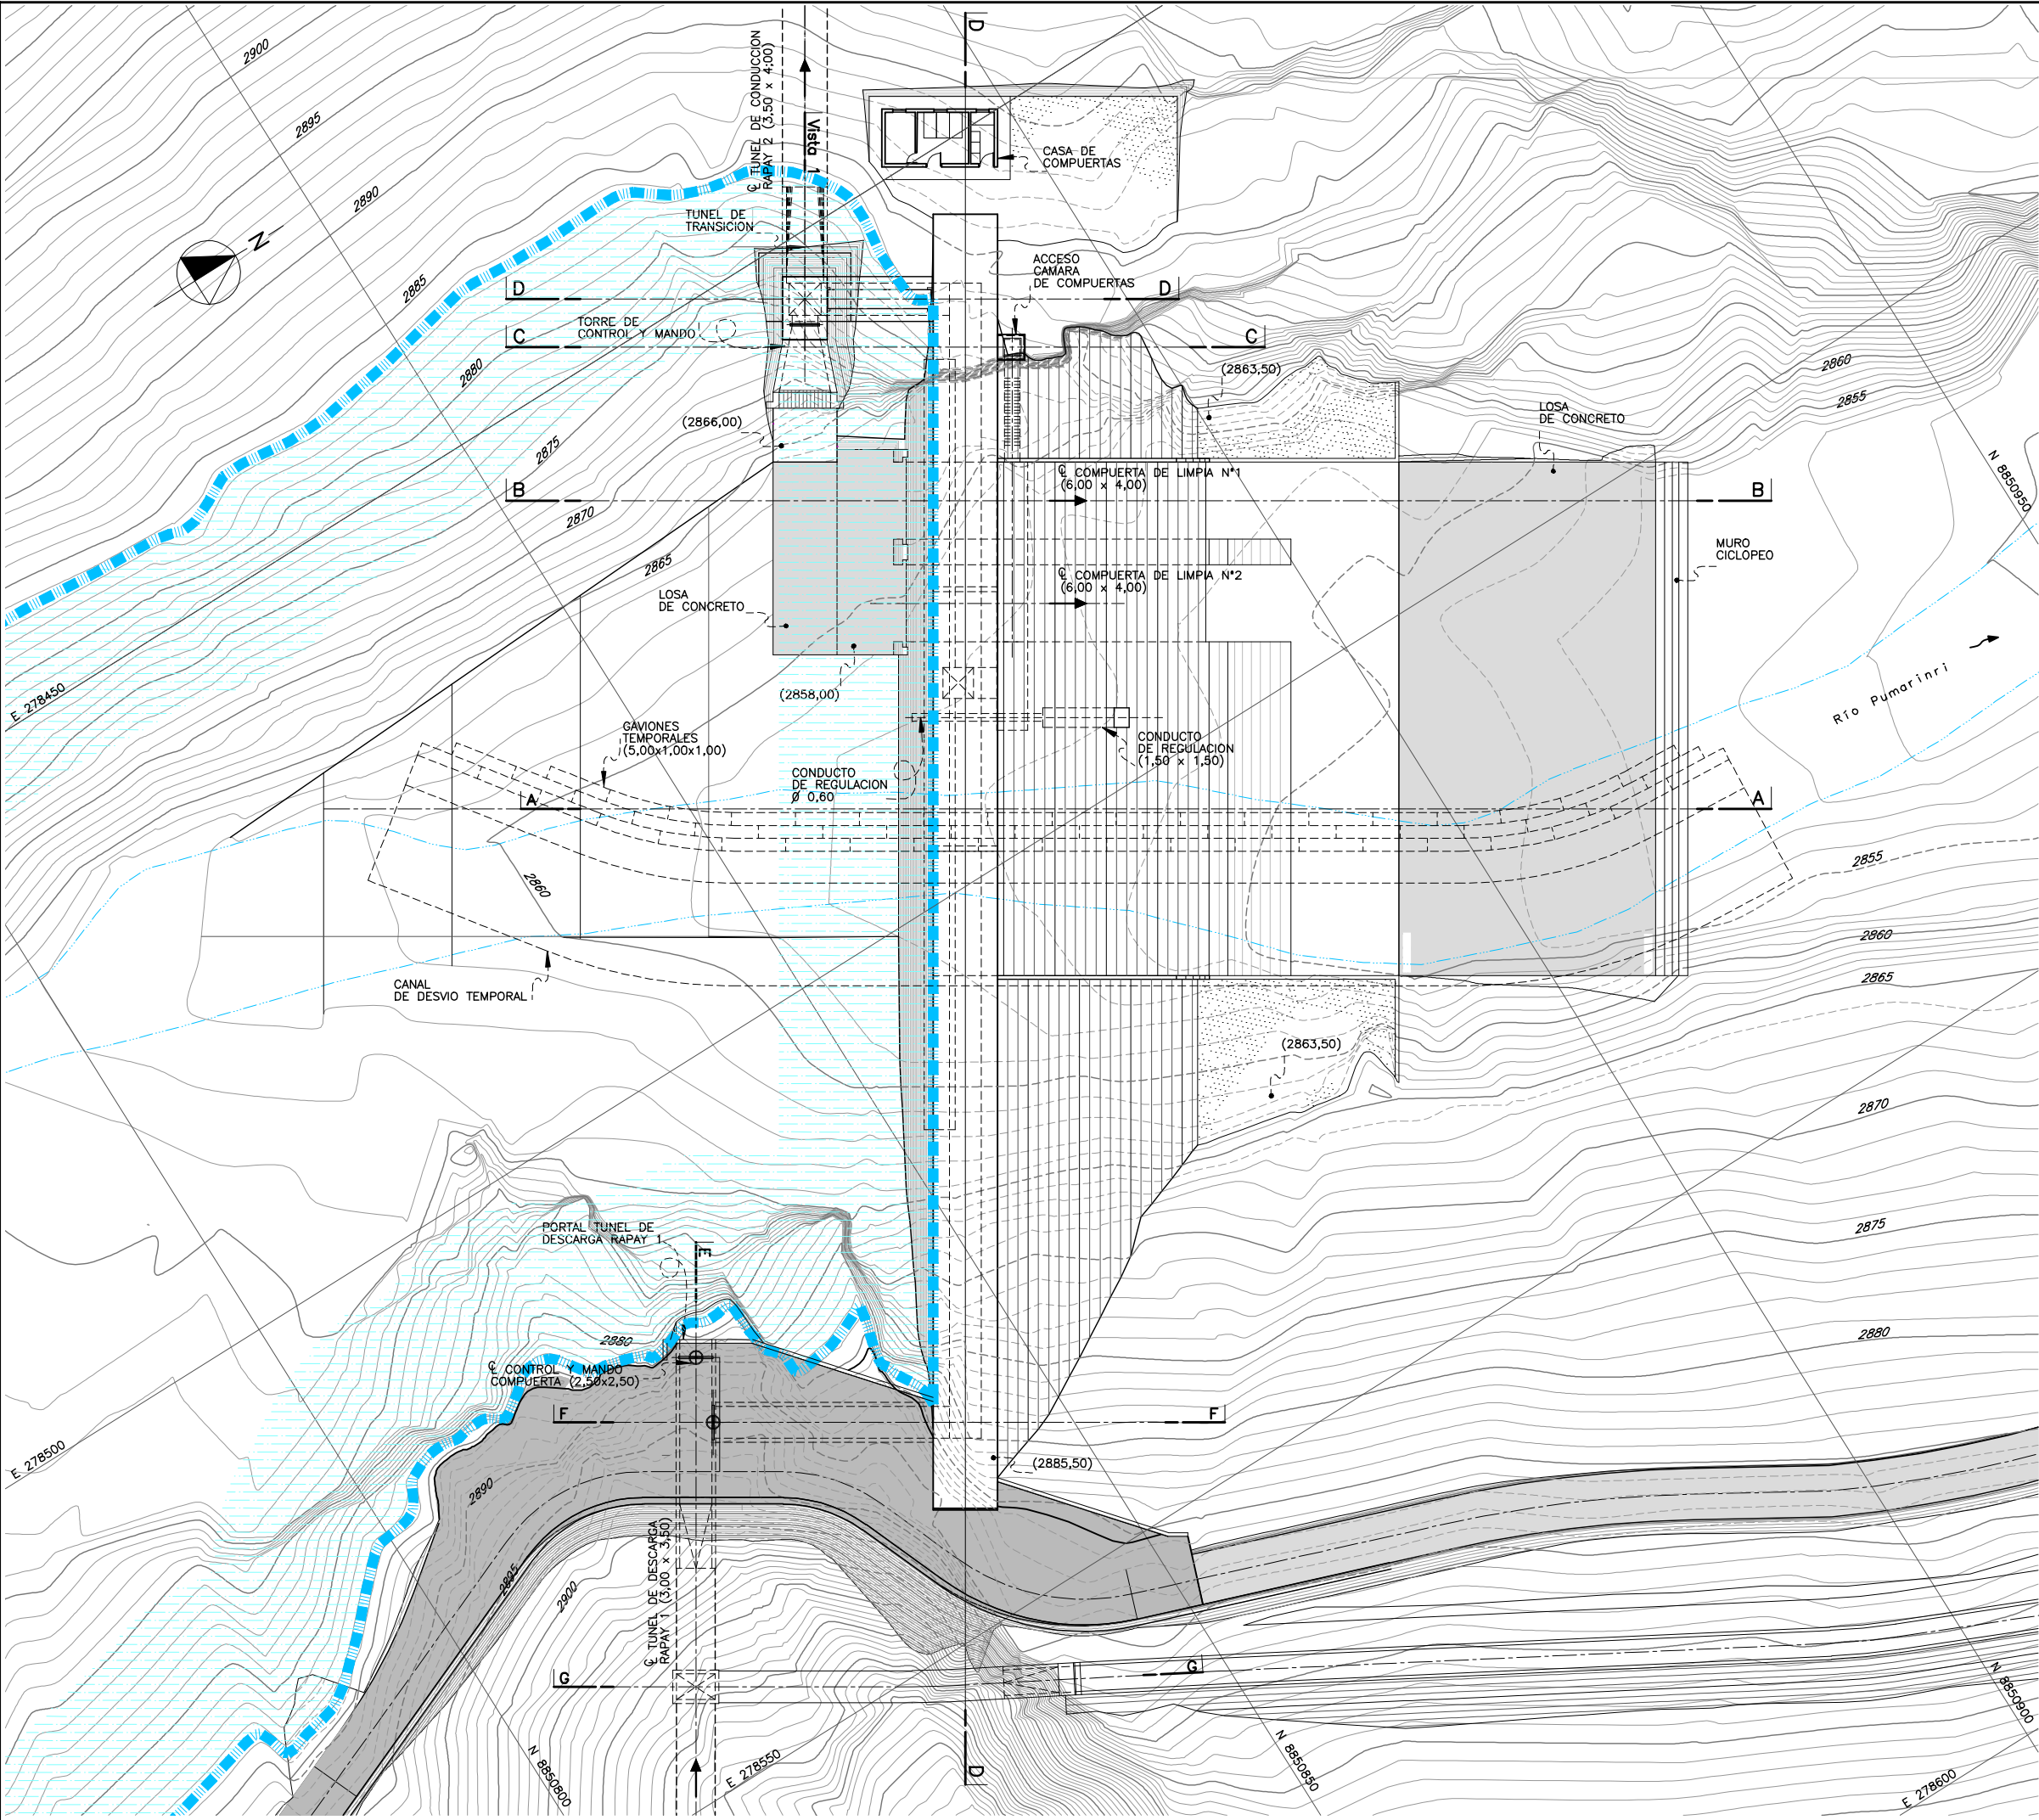 2900
2895
2890
2885
2880
2875
2870
2865
N
℄ TUNEL DE CONDUCCION
RAPAY 2 (3,50 x 4:00)
Vista 1
D
CASA DE
COMPUERTAS
TUNEL DE
TRANSICION
ACCESO
CAMARA
DE COMPUERTAS
D
D
TORRE DE
CONTROL Y MANDO
C
C
(2863,50)
2860
2855
(2866,00)
LOSA
DE CONCRETO
N 8850950
℄ COMPUERTA DE LIMPIA N°1
(6,00 x 4,00)
B
B
MURO
CICLOPEO
℄ COMPUERTA DE LIMPIA N°2
(6,00 x 4,00)
LOSA
DE CONCRETO
(2858,00)
E 278450
Río Pumarinri
GAVIONES
TEMPORALES
(5,00x1,00x1,00)
CONDUCTO
DE REGULACION
(1,50 x 1,50)
CONDUCTO
DE REGULACION
Ø 0,60
A
A
2860
2855
2860
2865
CANAL
DE DESVIO TEMPORAL
(2863,50)
2870
2875
PORTAL TUNEL DE
DESCARGA RAPAY 1
E
2880
2880
℄ CONTROL Y MANDO
COMPUERTA (2,50x2,50)
F
F
E 278500
(2885,50)
2890
2895
2900
℄ TUNEL DE DESCARGA
RAPAY 1 (3,00 x 3,50)
G
G
N 8850800
E 278550
D
N 8850850
N 8850900
E 278600